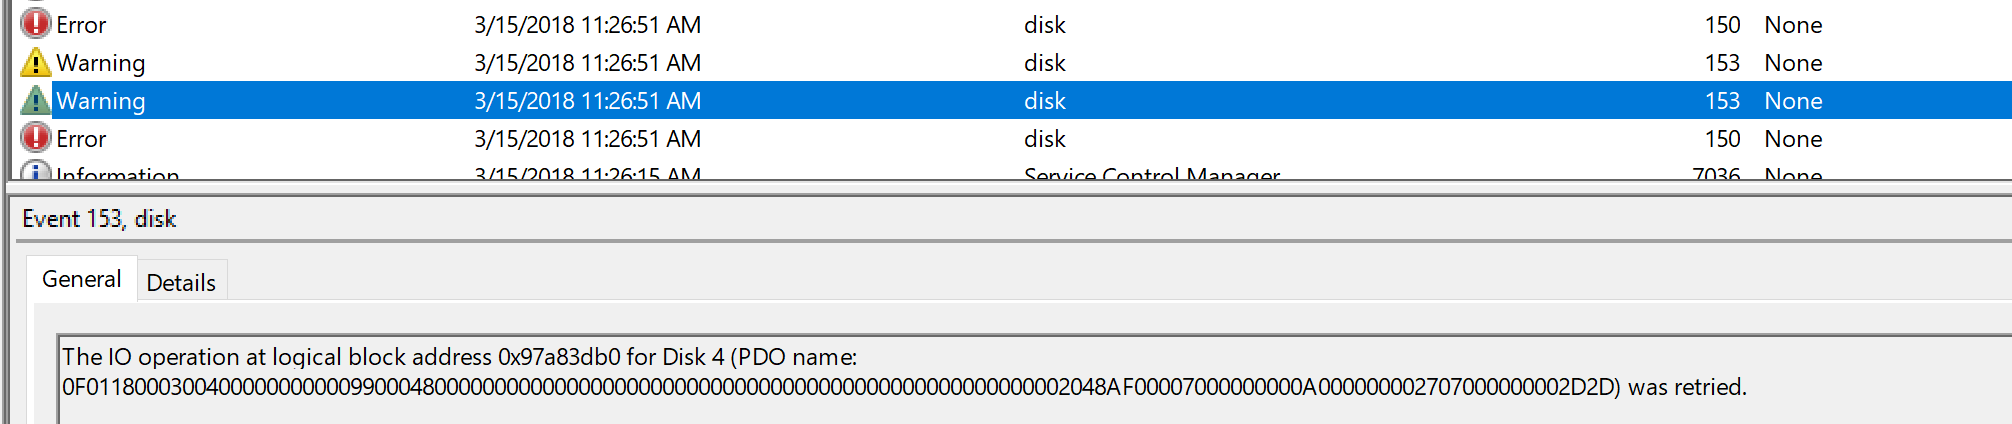 Error 3/15/2018 11:26:51 AM disk 150 None
Warning 3/15/2018 11:26:51 AM disk 153 None
Warning 3/15/2018 11:26:51 AM disk 153 None
Error 3/15/2018 11:26:51 AM disk 150 None
Information 3/15/2018 11:26:15 AM Service Control Manager 7036 None
Event 153, disk
General Details
The IO operation at logical block address 0x97a83db0 for Disk 4 (PDO name:
was retried.